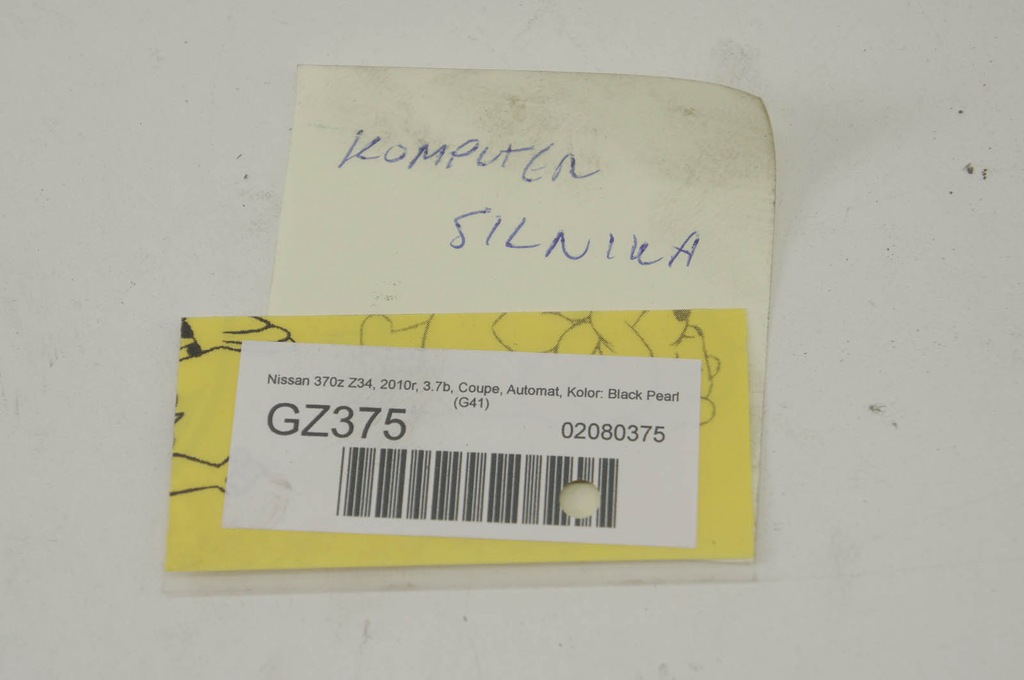 KOMPUTER
SILNIKA
Nissan 370z Z34, 2010r, 3.7b, Coupe, Automat, Kolor: Black Pearl
(G41)
GZ375
02080375